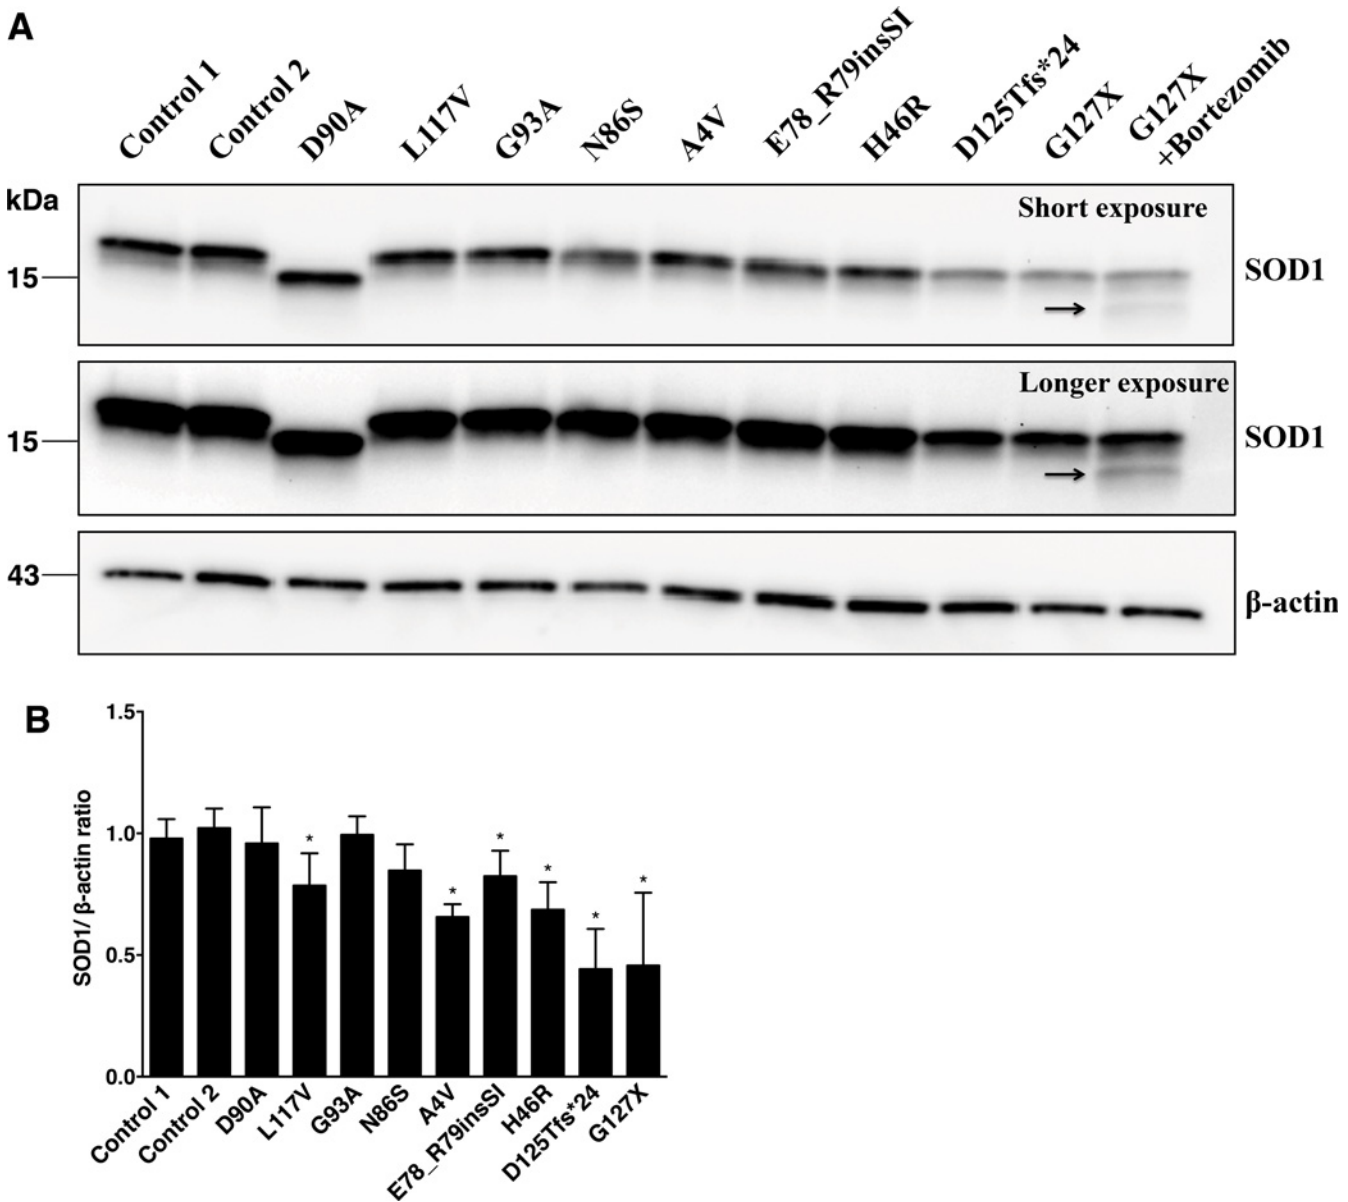 A
Control 1
Control 2
D90A
L117V
G93A
N86S
A4V
E78_R79insSI
H46R
D125Tfs*24
G127X
G127X
+Bortezomib
kDa
Short exposure
15
SOD1
Longer exposure
15
SOD1
43
β-actin
B
SOD1/ β-actin ratio
1.5
1.0
0.5
0.0
* * * * * *
Control 1
Control 2
D90A
L117V
G93A
N86S
A4V
E78_R79insSI
H46R
D125Tfs*24
G127X